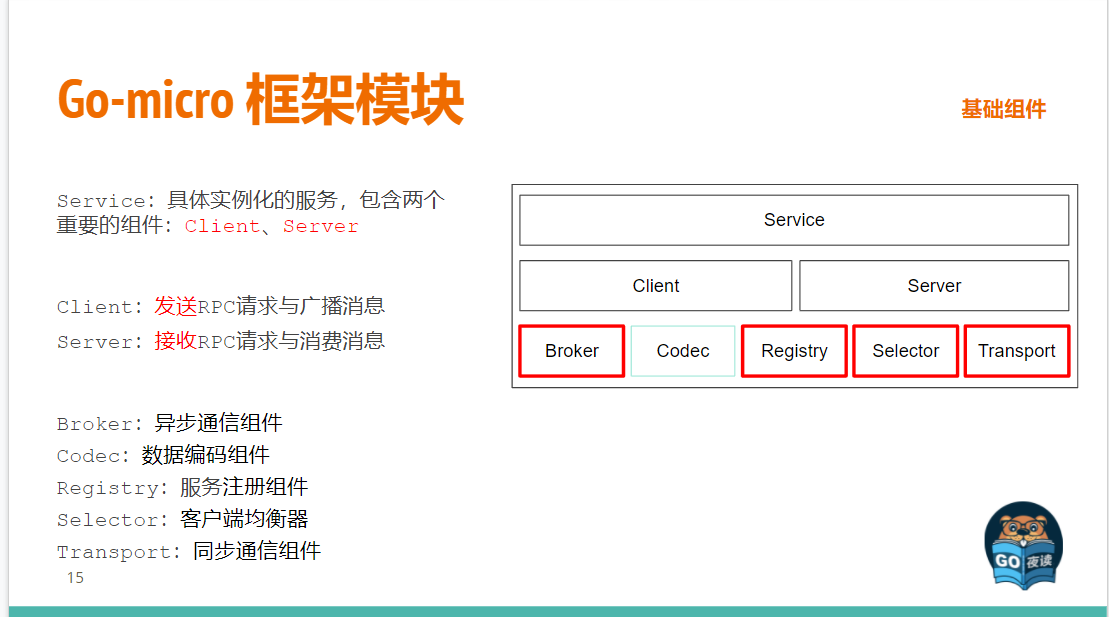 Go-micro 框架模块
基础组件
Service：具体实例化的服务，包含两个
重要的组件：Client、Server
Client：发送RPC请求与广播消息
Server：接收RPC请求与消费消息
Broker：异步通信组件
Codec：数据编码组件
Registry：服务注册组件
Selector：客户端均衡器
Transport：同步通信组件
15
Service
Client Server
Broker Codec Registry Selector Transport
GO 夜读